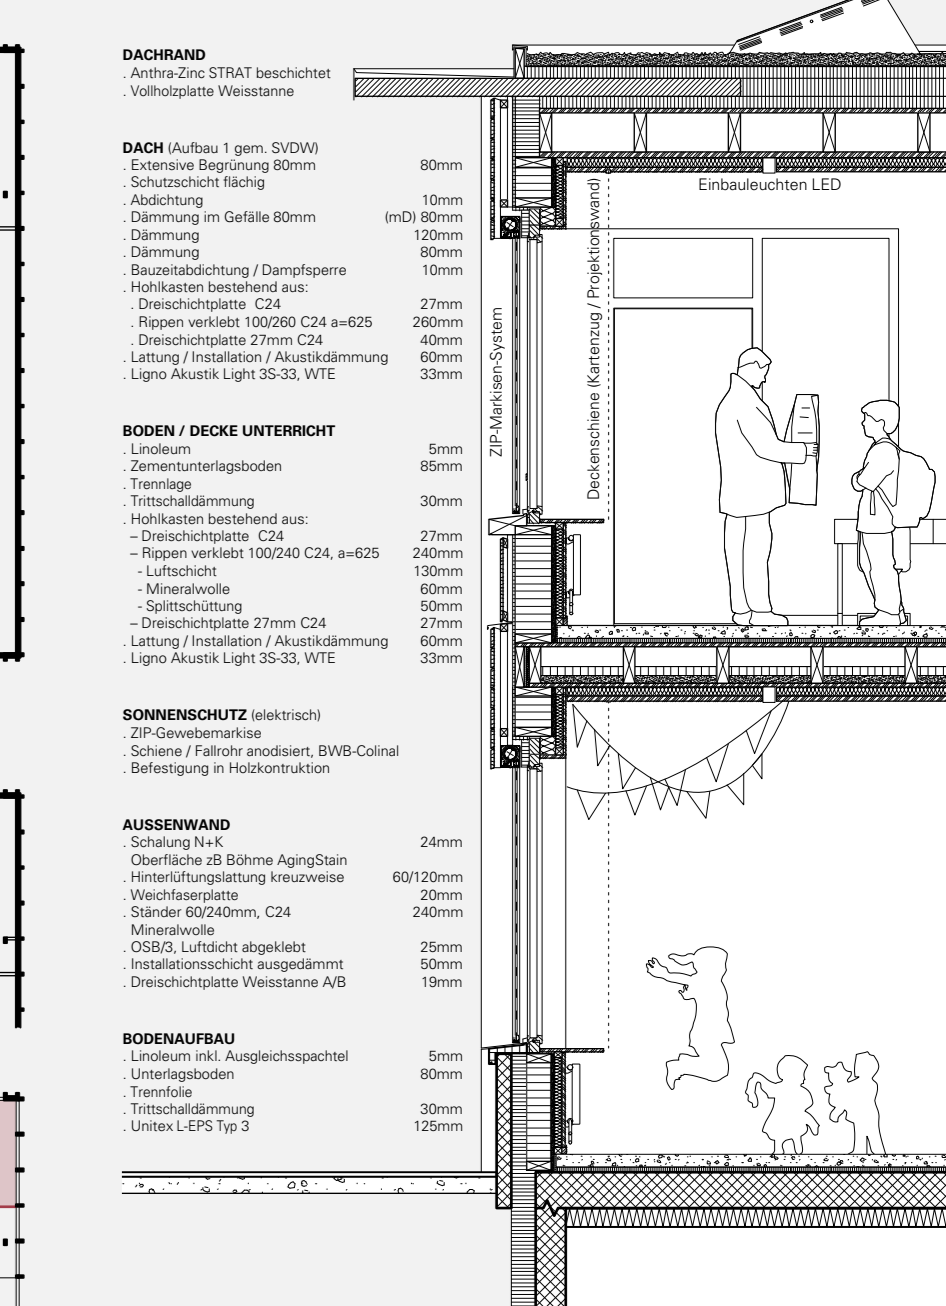 DACHRAND
. Anthra-Zinc STRAT beschichtet
. Vollholzplatte Weisstanne
DACH (Aufbau 1 gem. SVDW)
. Extensive Begrünung 80mm 80mm
. Schutzschicht flächig
. Abdichtung 10mm
. Dämmung im Gefälle 80mm (mD) 80mm
. Dämmung 120mm
. Dämmung 80mm
. Bauzeitabdichtung / Dampfsperre 10mm
. Hohlkasten bestehend aus:
. Dreischichtplatte C24 27mm
. Rippen verklebt 100/260 C24 a=625 260mm
. Dreischichtplatte 27mm C24 40mm
. Lattung / Installation / Akustikdämmung 60mm
. Ligno Akustik Light 3S-33, WTE 33mm
BODEN / DECKE UNTERRICHT
. Linoleum 5mm
. Zementunterlagsboden 85mm
. Trennlage
. Trittschalldämmung 30mm
. Hohlkasten bestehend aus:
– Dreischichtplatte C24 27mm
– Rippen verklebt 100/240 C24, a=625 240mm
- Luftschicht 130mm
- Mineralwolle 60mm
- Splittschüttung 50mm
– Dreischichtplatte 27mm C24 27mm
. Lattung / Installation / Akustikdämmung 60mm
. Ligno Akustik Light 3S-33, WTE 33mm
SONNENSCHUTZ (elektrisch)
. ZIP-Gewebemarkise
. Schiene / Fallrohr anodisiert, BWB-Colinal
. Befestigung in Holzkontruktion
AUSSENWAND
. Schalung N+K 24mm
Oberfläche zB Böhme AgingStain
. Hinterlüftungslattung kreuzweise 60/120mm
. Weichfaserplatte 20mm
. Ständer 60/240mm, C24 240mm
Mineralwolle
. OSB/3, Luftdicht abgeklebt 25mm
. Installationsschicht ausgedämmt 50mm
. Dreischichtplatte Weisstanne A/B 19mm
BODENAUFBAU
. Linoleum inkl. Ausgleichsspachtel 5mm
. Unterlagsboden 80mm
. Trennfolie
. Trittschalldämmung 30mm
. Unitex L-EPS Typ 3 125mm
Einbauleuchten LED
ZIP-Markisen-System
Deckenschiene (Kartenzug / Projektionswand)